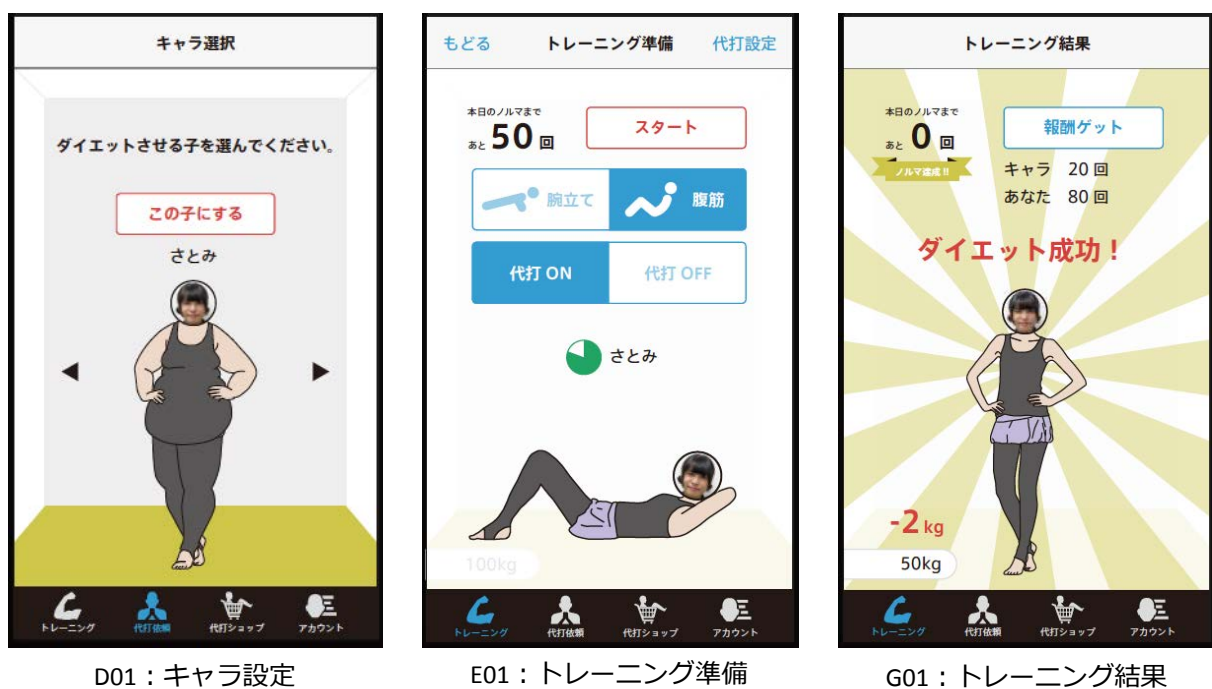 キャラ選択
ダイエットさせる子を選んでください。
この子にする
さとみ
◀ ▶
トレーニング 代打依頼 代打ショップ アカウント
D01：キャラ設定
もどる トレーニング準備 代打設定
本日のノルマまで
あと 50 回
スタート
腕立て 腹筋
代打 ON 代打 OFF
さとみ
100kg
トレーニング 代打依頼 代打ショップ アカウント
E01：トレーニング準備
トレーニング結果
本日のノルマまで
あと 0 回
ノルマ達成!!
報酬ゲット
キャラ 20 回
あなた 80 回
ダイエット成功！
-2 kg
50kg
トレーニング 代打依頼 代打ショップ アカウント
G01：トレーニング結果